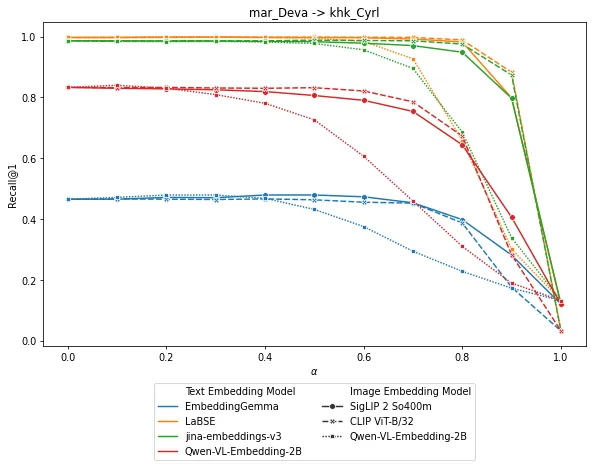 mar_Deva -> khk_Cyrl
Recall@1
1.0
0.8
0.6
0.4
0.2
0.0
0.0 0.2 0.4 0.6 0.8 1.0
α
Text Embedding Model Image Embedding Model
EmbeddingGemma SigLIP 2 So400m
LaBSE CLIP ViT-B/32
jina-embeddings-v3 Qwen-VL-Embedding-2B
Qwen-VL-Embedding-2B